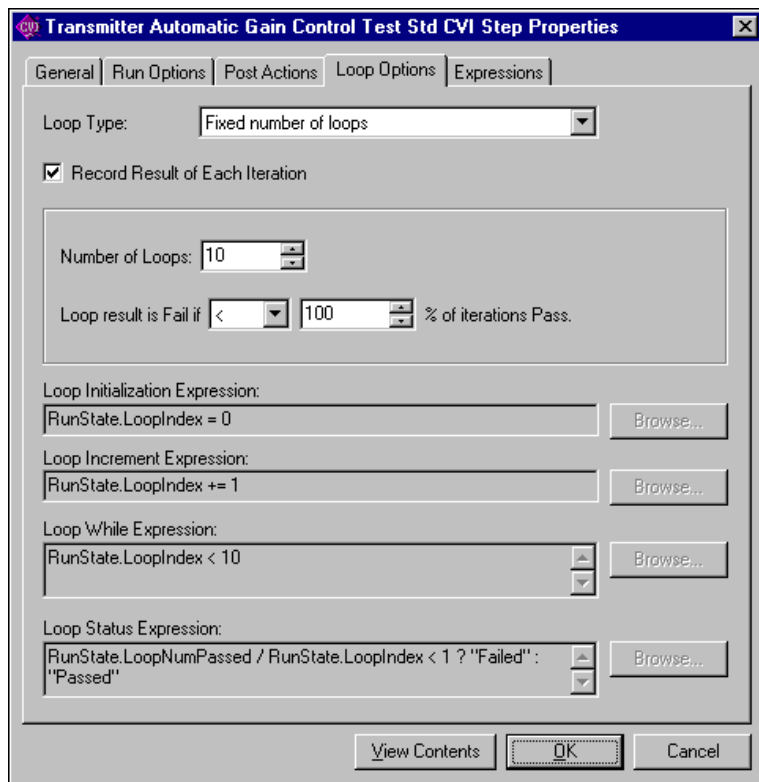 CVI Transmitter Automatic Gain Control Test Std CVI Step Properties
General Run Options Post Actions Loop Options Expressions
Loop Type: Fixed number of loops
Record Result of Each Iteration
Number of Loops: 10
Loop result is Fail if < 100 % of iterations Pass.
Loop Initialization Expression:
RunState.LoopIndex = 0 Browse...
Loop Increment Expression:
RunState.LoopIndex += 1 Browse...
Loop While Expression:
RunState.LoopIndex < 10 Browse...
Loop Status Expression:
RunState.LoopNumPassed / RunState.LoopIndex < 1 ? "Failed" : Browse...
"Passed"
View Contents OK Cancel